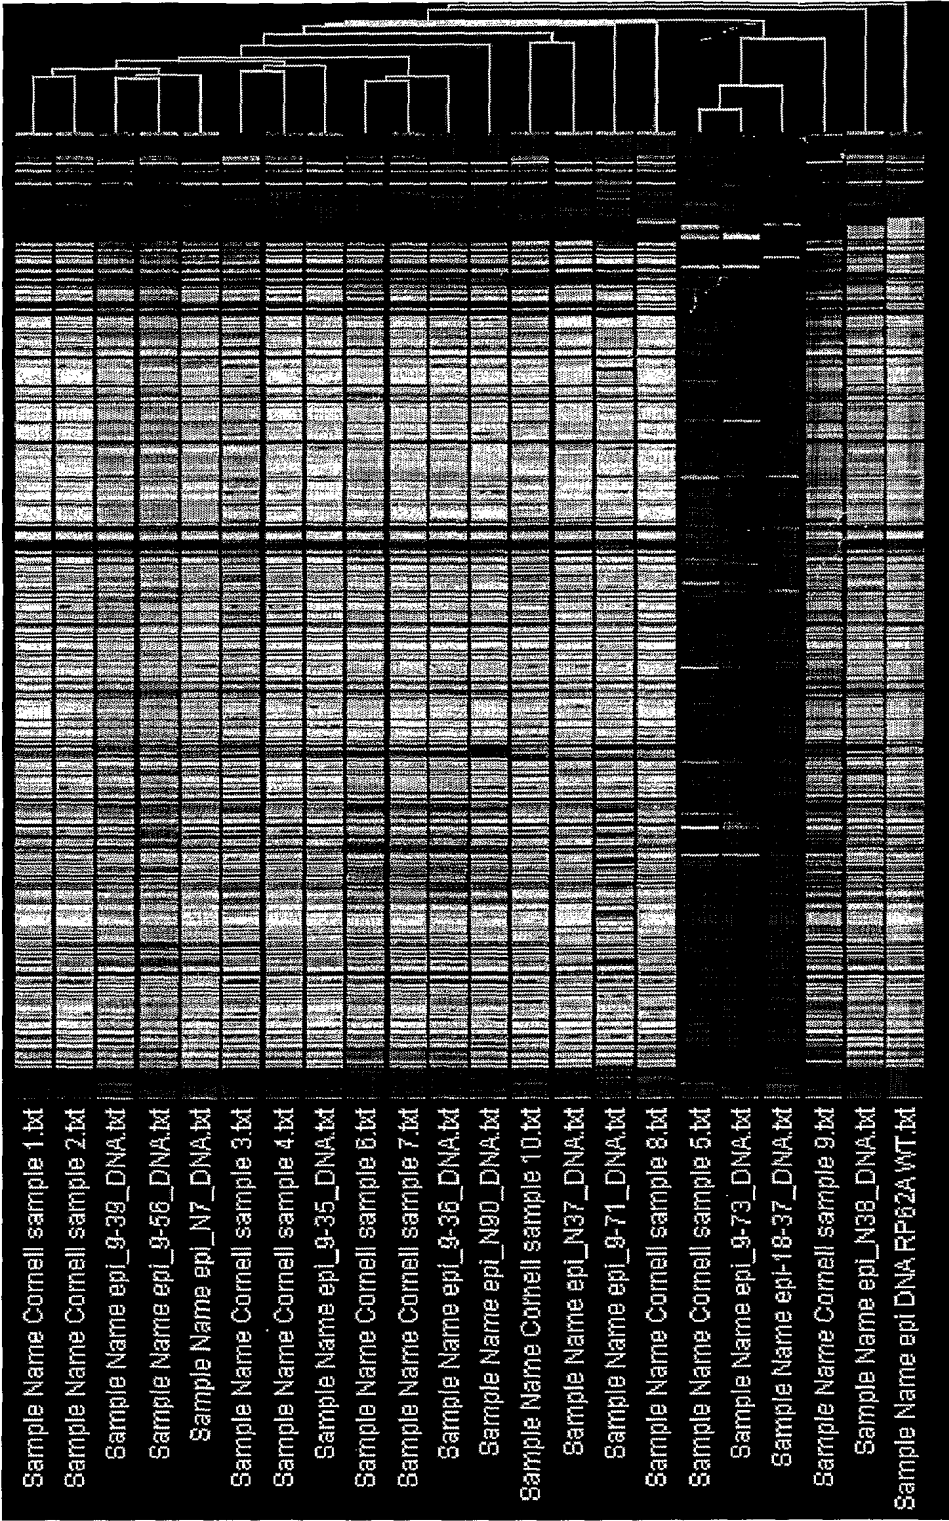 Sample Name Cornell sample 1.txt
Sample Name Cornell sample 2.txt
Sample Name epi_9-39_DNA.txt
Sample Name epi_9-56_DNA.txt
Sample Name epi_N7_DNA.txt
Sample Name Cornell sample 3.txt
Sample Name Cornell sample 4.txt
Sample Name epi_9-35_DNA.txt
Sample Name Cornell sample 6.txt
Sample Name Cornell sample 7.txt
Sample Name epi_9-36_DNA.txt
Sample Name epi_N90_DNA.txt
Sample Name Cornell sample 10.txt
Sample Name epi_N37_DNA.txt
Sample Name epi_9-71_DNA.txt
Sample Name Cornell sample 8.txt
Sample Name Cornell sample 5.txt
Sample Name epi_9-73_DNA.txt
Sample Name epi-18-37_DNA.txt
Sample Name Cornell sample 9.txt
Sample Name epi_N38_DNA.txt
Sample Name epi DNA RP62A WT.txt